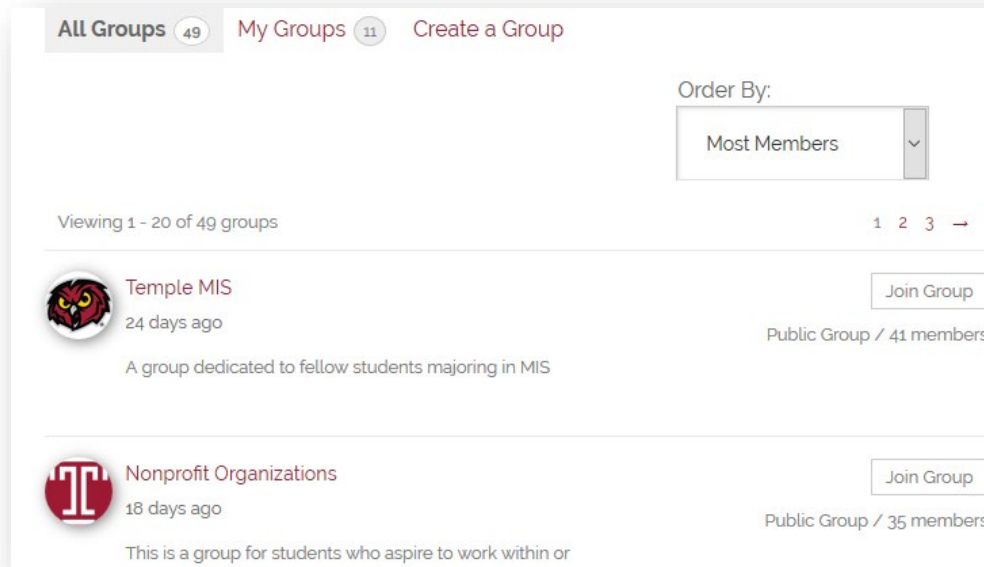 All Groups 49 My Groups 11 Create a Group
Order By:
Most Members
Viewing 1 - 20 of 49 groups 1 2 3 →
Temple MIS Join Group
24 days ago Public Group / 41 members
A group dedicated to fellow students majoring in MIS
Nonprofit Organizations Join Group
18 days ago Public Group / 35 members
This is a group for students who aspire to work within or